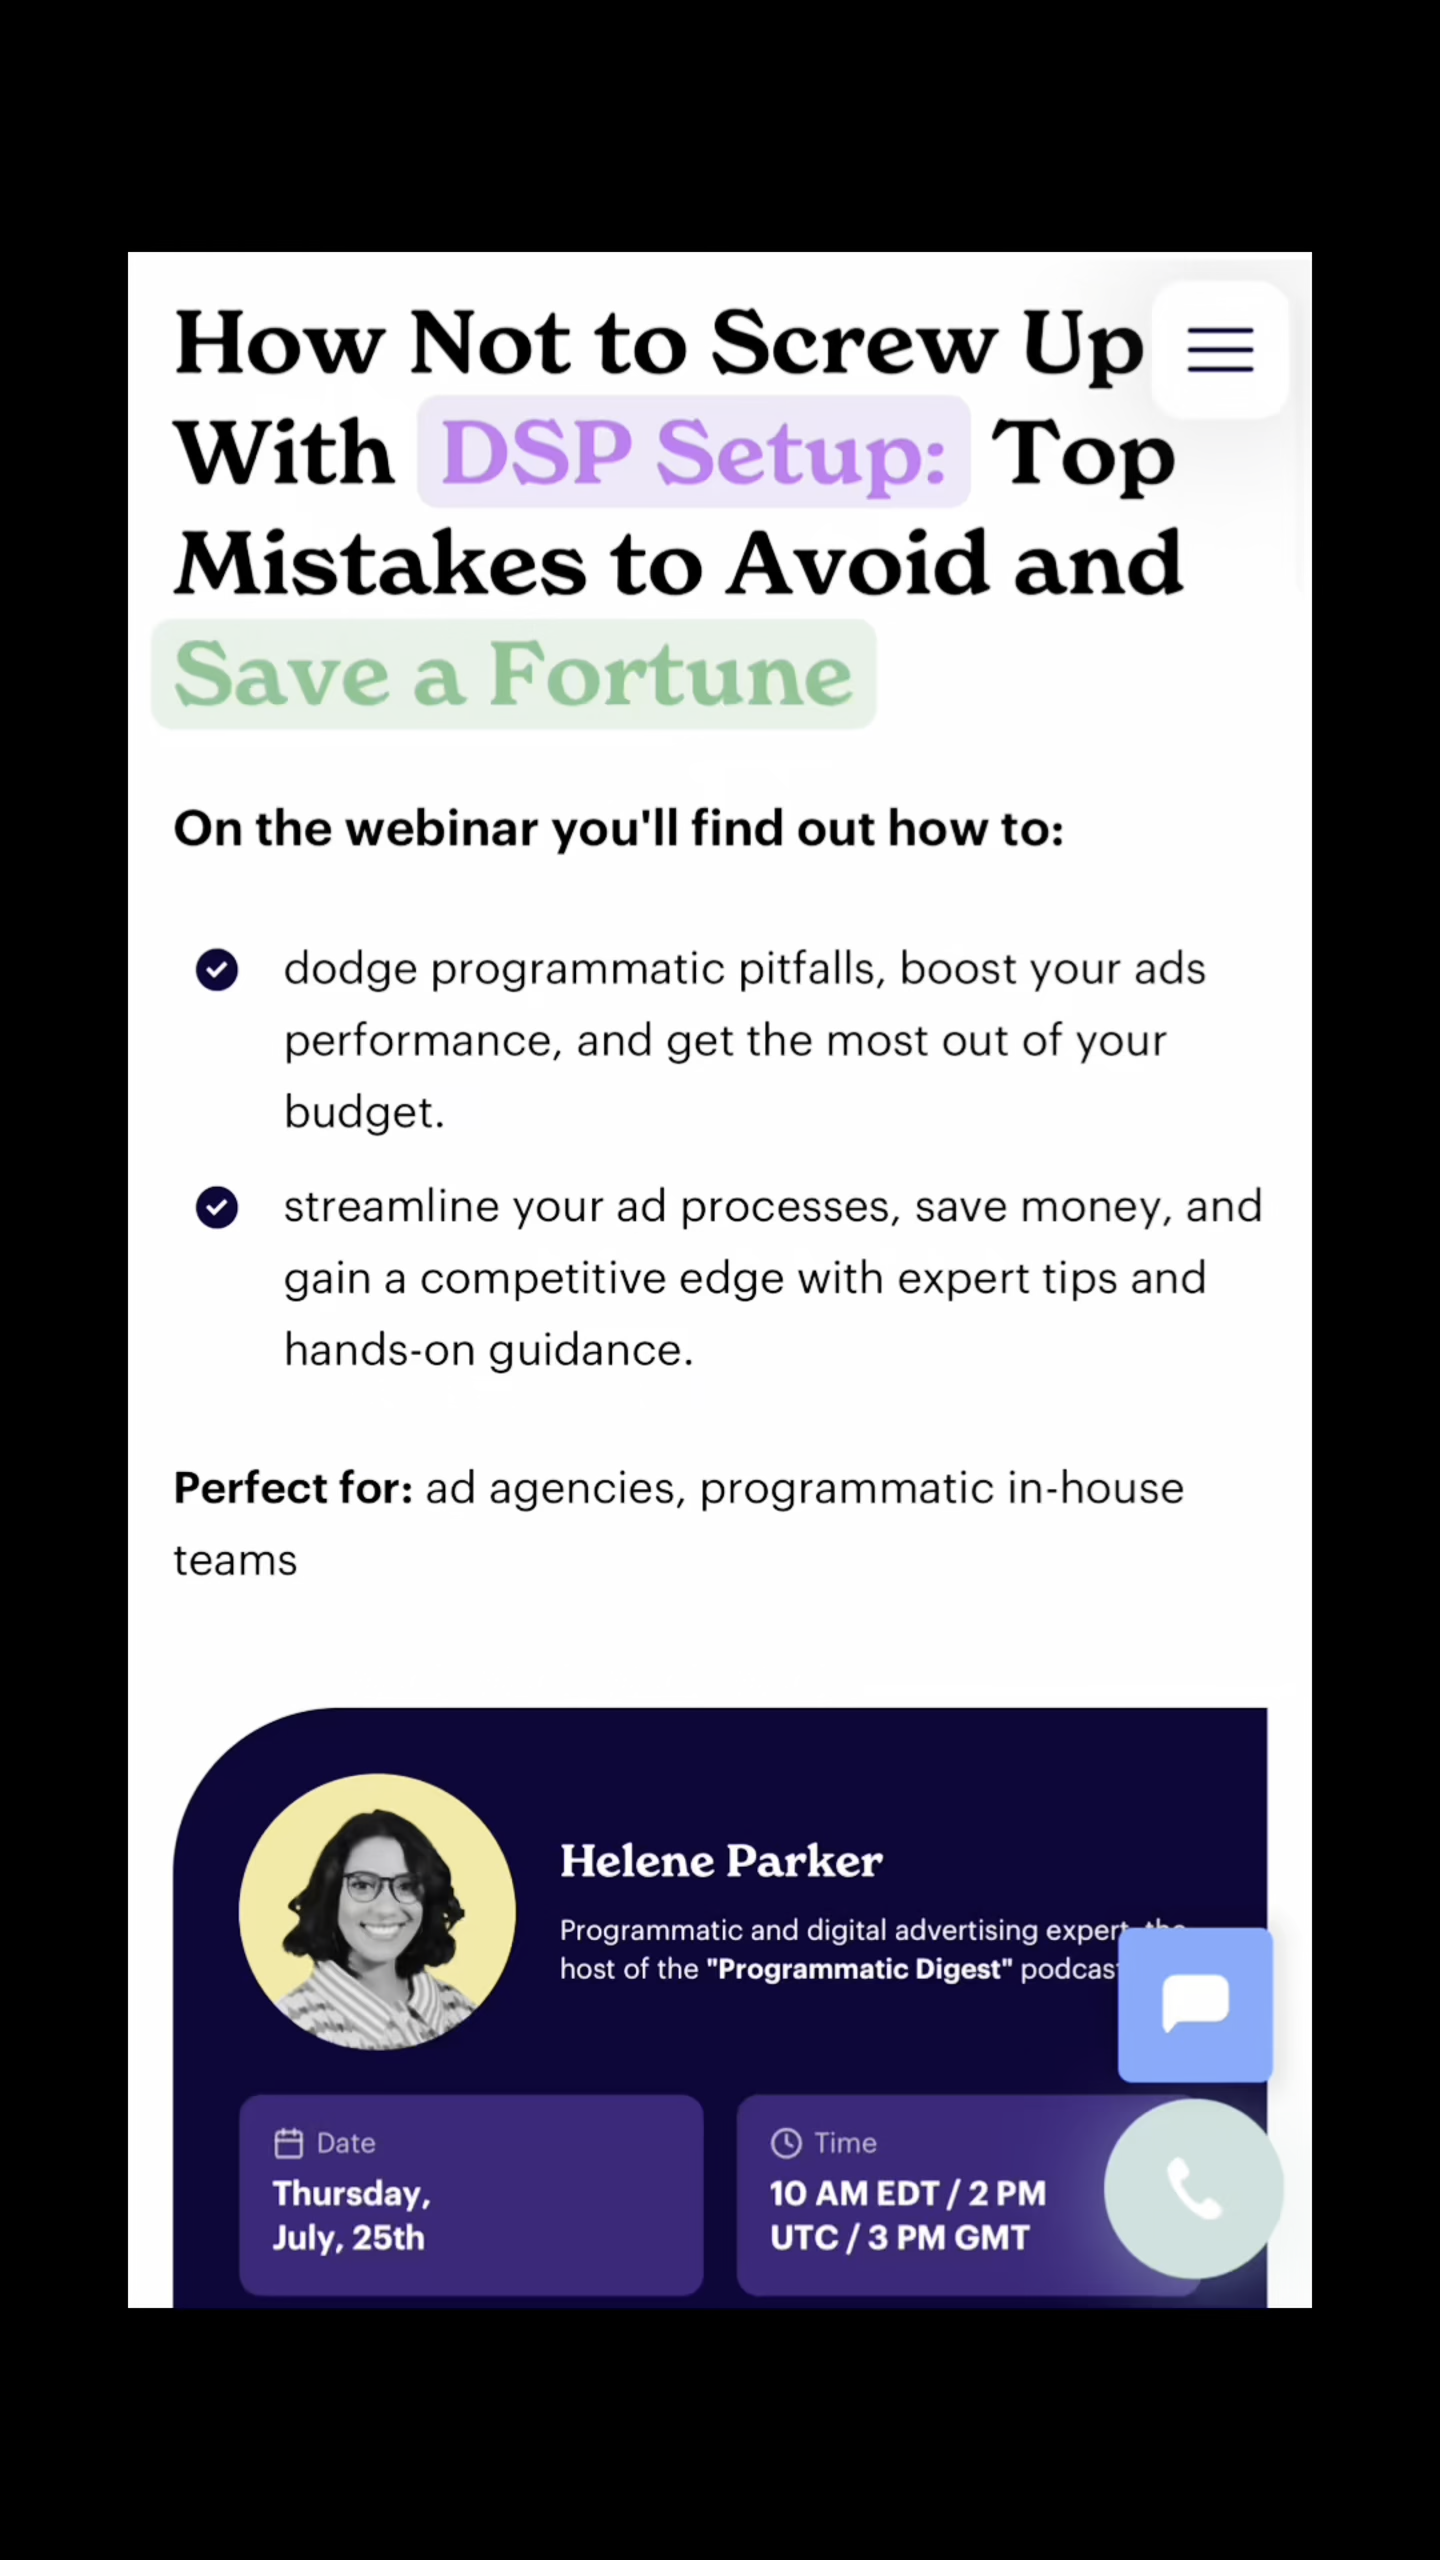 How Not to Screw Up
With DSP Setup: Top
Mistakes to Avoid and
Save a Fortune
On the webinar you'll find out how to:
dodge programmatic pitfalls, boost your ads
performance, and get the most out of your
budget.
streamline your ad processes, save money, and
gain a competitive edge with expert tips and
hands-on guidance.
Perfect for: ad agencies, programmatic in-house
teams
Helene Parker
Programmatic and digital advertising expert, the
host of the "Programmatic Digest" podcast
Date
Thursday,
July, 25th
Time
10 AM EDT / 2 PM
UTC / 3 PM GMT